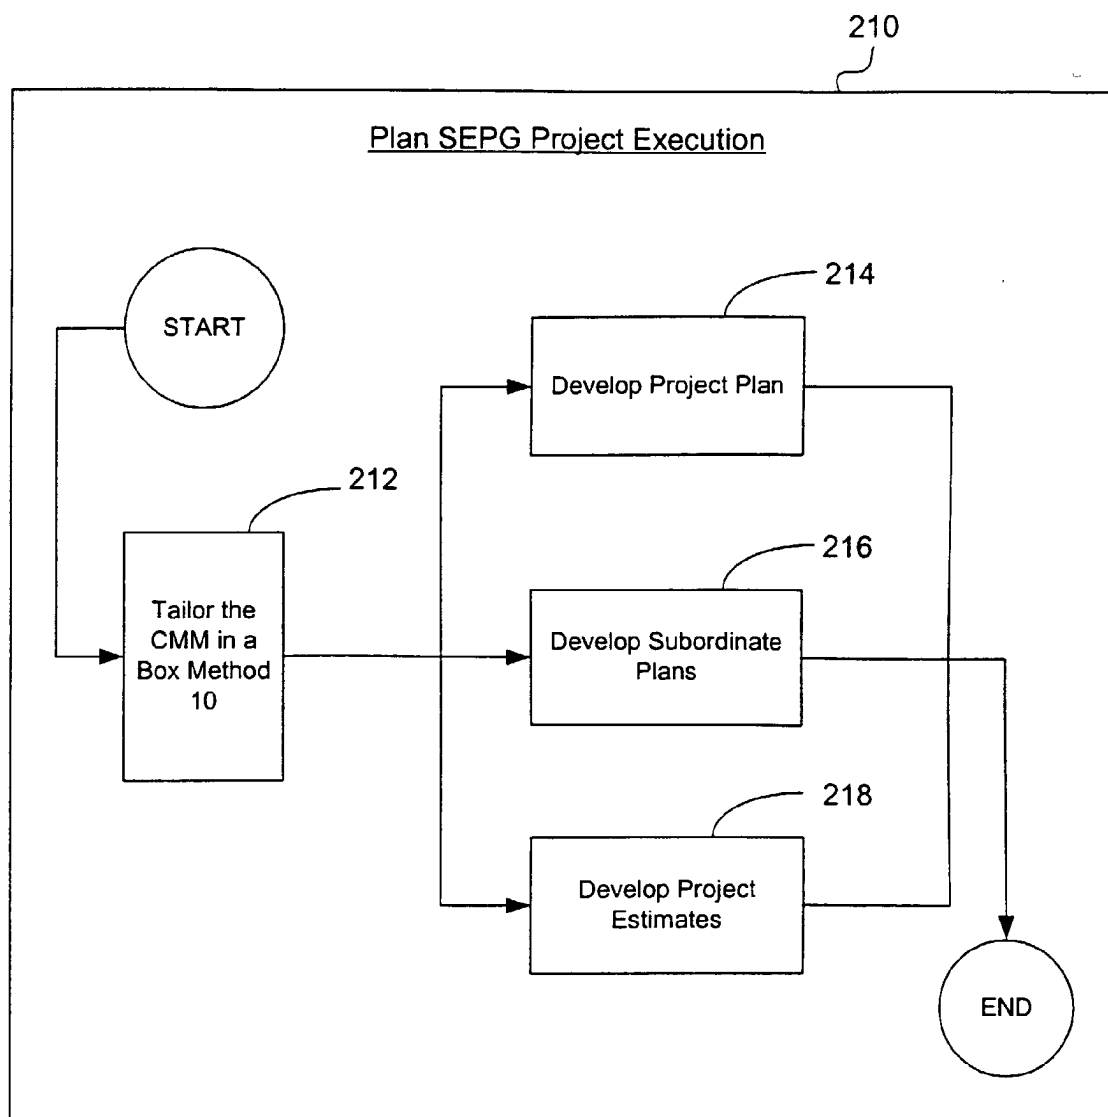 210
Plan SEPG Project Execution
START
214
Develop Project Plan
212
Tailor the
CMM in a
Box Method
10
216
Develop Subordinate
Plans
218
Develop Project
Estimates
END